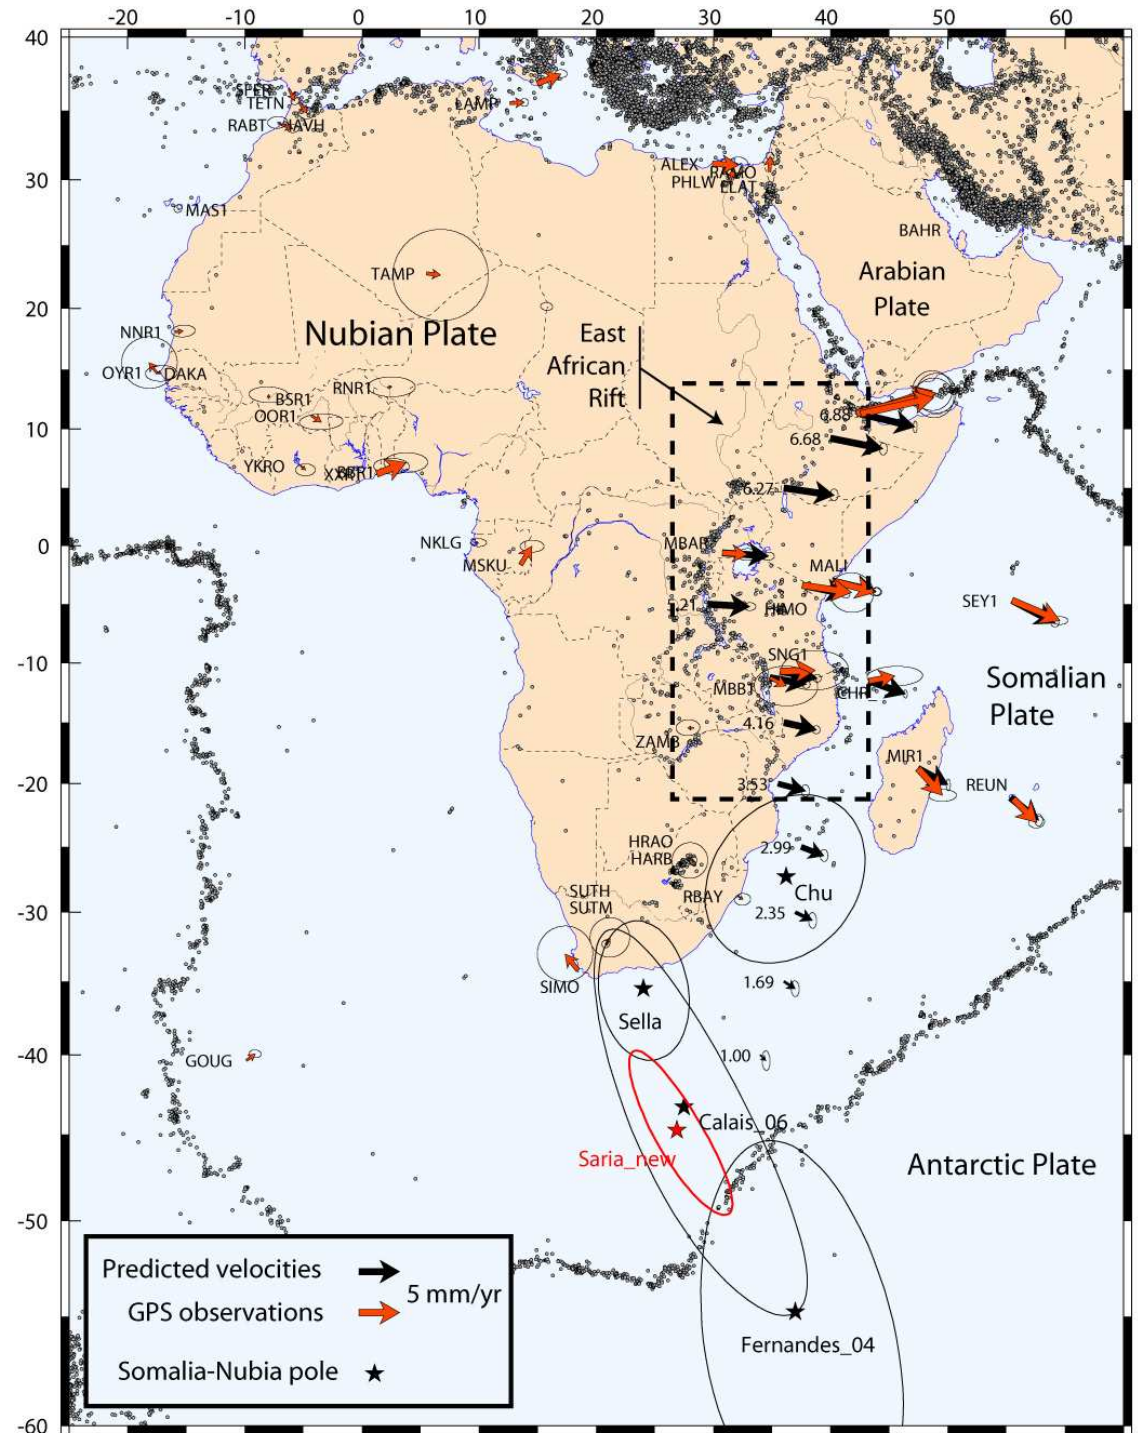 -20 -10 0 10 20 30 40 50 60
40
SFER
TETN
RABT
IAVH
LAMP
ALEX
RAMO
PHLW
ELAT
30
MAS1
BAHR
TAMP
Arabian
Plate
20
NNR1
Nubian Plate
East
African
Rift
OYR1
DAKA
RNR1
BSR1
OOR1
6.88
10
6.68
YKRO
6.27
0
NKLG
MSKU
MBAR
MALI
5.21
HIMO
SEY1
-10
SNG1
MBB1
Somalian
Plate
4.16
ZAMB
MIR1
REUN
-20
3.53
HRAO
HARB
2.99
Chu
SUTH
SUTM
RBAY
2.35
-30
SIMO
1.69
Sella
-40
GOUG
1.00
Calais_06
Saria_new
Antarctic Plate
-50
Predicted velocities
GPS observations
5 mm/yr
Somalia-Nubia pole
Fernandes_04
-60